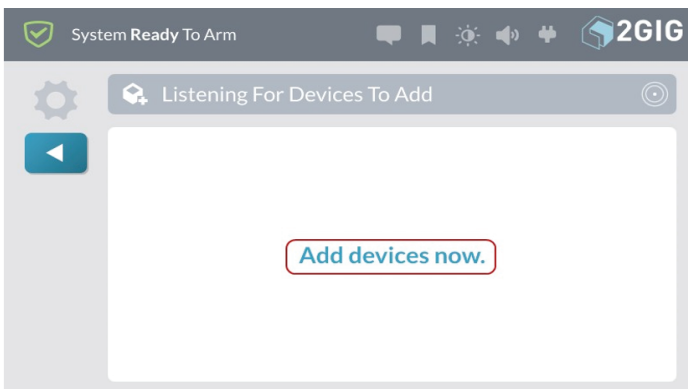 System Ready To Arm
2GIG
Listening For Devices To Add
Add devices now.